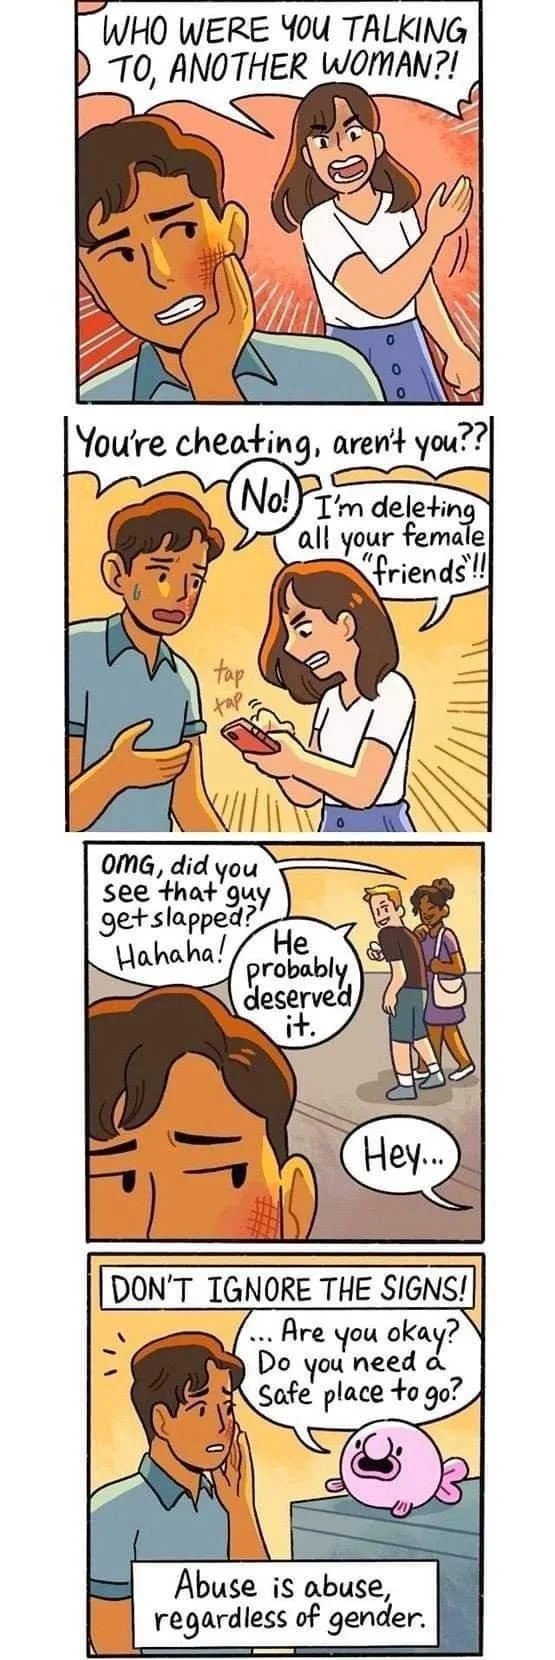 WHO WERE YOU TALKING
TO, ANOTHER WOMAN?!
You're cheating, aren't you??
No!
I'm deleting
all your female
"friends"!!
tap
tap
OMG, did you
see that guy
get slapped?
Hahaha!
He
probably
deserved
it.
Hey...
DON'T IGNORE THE SIGNS!
... Are you okay?
Do you need a
safe place to go?
Abuse is abuse,
regardless of gender.